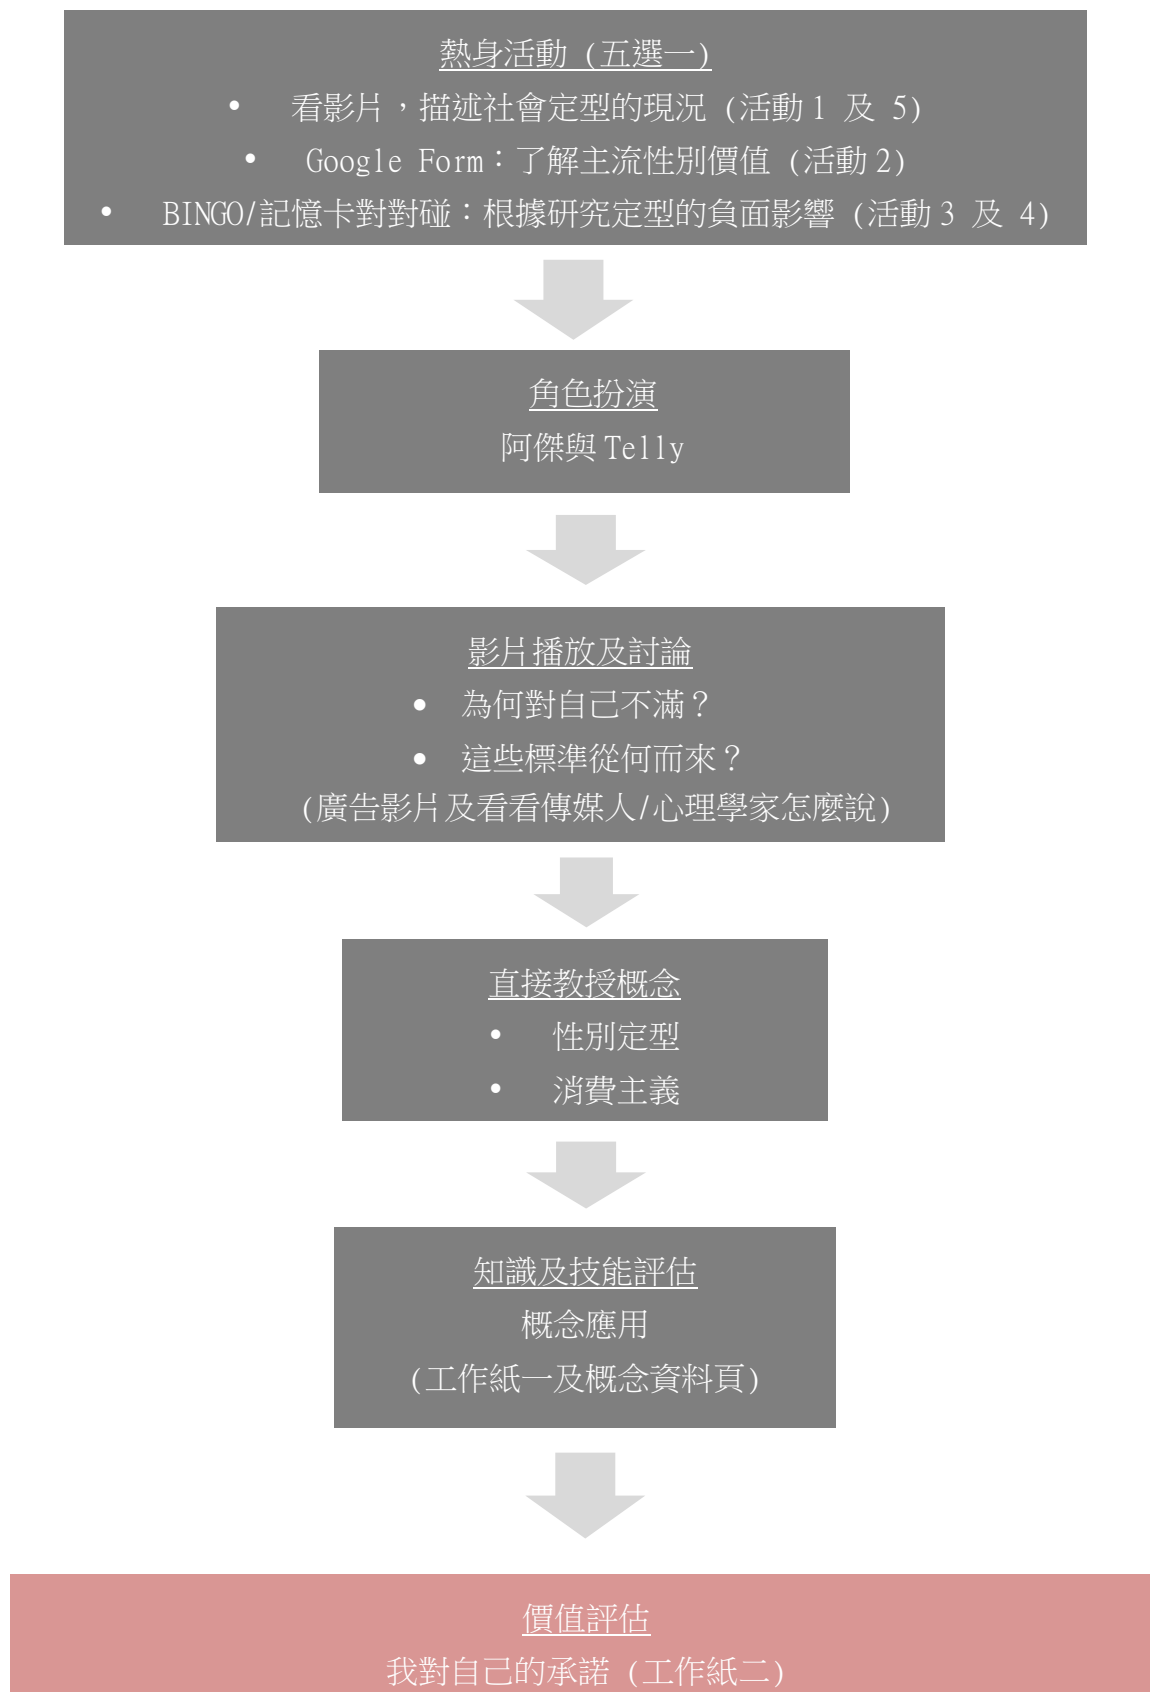 熱身活動 (五選一)
• 看影片，描述社會定型的現況 (活動1 及 5)
• Google Form：了解主流性別價值 (活動2)
• BINGO/記憶卡對對碰：根據研究定型的負面影響 (活動3 及 4)
角色扮演
阿傑與Telly
影片播放及討論
• 為何對自己不滿？
• 這些標準從何而來？
(廣告影片及看看傳媒人/心理學家怎麼說)
直接教授概念
• 性別定型
• 消費主義
知識及技能評估
概念應用
(工作紙一及概念資料頁)
價值評估
我對自己的承諾 (工作紙二)